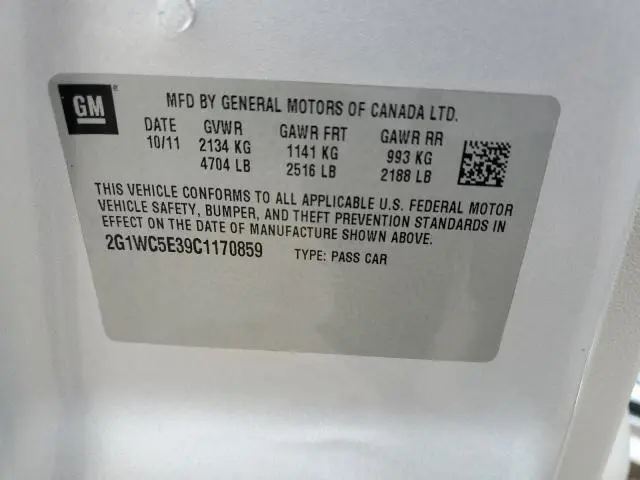 GM
MFD BY GENERAL MOTORS OF CANADA LTD.
DATE GVWR GAWR FRT GAWR RR
10/11 2134 KG 1141 KG 993 KG
4704 LB 2516 LB 2188 LB
THIS VEHICLE CONFORMS TO ALL APPLICABLE U.S. FEDERAL MOTOR
VEHICLE SAFETY, BUMPER, AND THEFT PREVENTION STANDARDS IN
EFFECT ON THE DATE OF MANUFACTURE SHOWN ABOVE.
2G1WC5E39C1170859 TYPE: PASS CAR